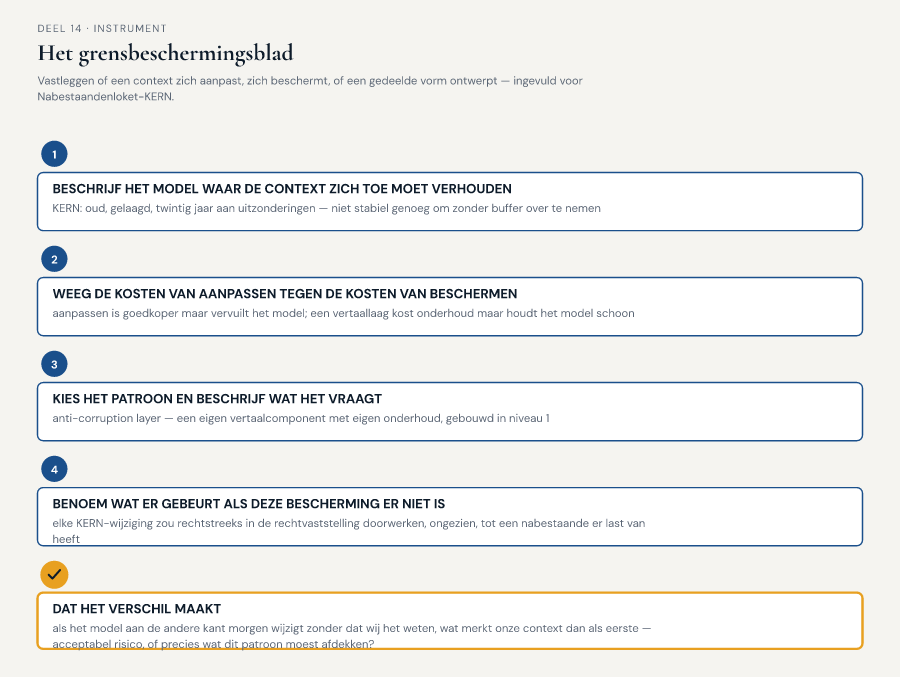 DEEL 14 · INSTRUMENT
Het grensbeschermingsblad
Vastleggen of een context zich aanpast, zich beschermt, of een gedeelde vorm ontwerpt — ingevuld voor
Nabestaandenloket-KERN.
1
BESCHRIJF HET MODEL WAAR DE CONTEXT ZICH TOE MOET VERHOUDEN
KERN: oud, gelaagd, twintig jaar aan uitzonderingen — niet stabiel genoeg om zonder buffer over te nemen
2
WEEG DE KOSTEN VAN AANPASSEN TEGEN DE KOSTEN VAN BESCHERMEN
aanpassen is goedkoper maar vervuilt het model; een vertaallaag kost onderhoud maar houdt het model schoon
3
KIES HET PATROON EN BESCHRIJF WAT HET VRAAGT
anti-corruption layer — een eigen vertaalcomponent met eigen onderhoud, gebouwd in niveau 1
4
BENOEM WAT ER GEBEURT ALS DEZE BESCHERMING ER NIET IS
elke KERN-wijziging zou rechtstreeks in de rechtvaststelling doorwerken, ongezien, tot een nabestaande er last van
heeft
DAT HET VERSCHIL MAAKT
als het model aan de andere kant morgen wijzigt zonder dat wij het weten, wat merkt onze context dan als eerste —
acceptabel risico, of precies wat dit patroon moest afdekken?